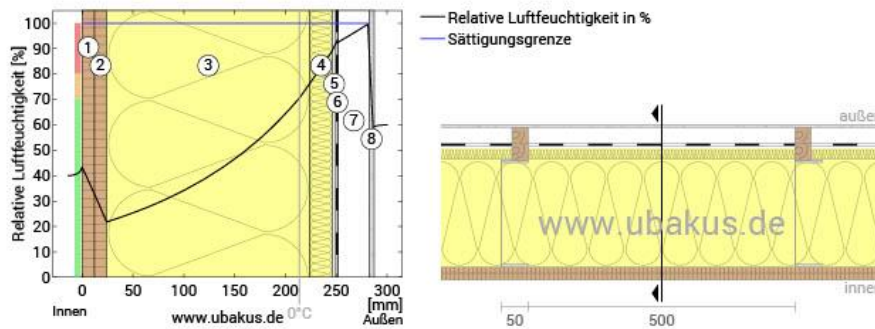 Relative Luftfeuchtigkeit [%]
100
90
80
70
60
50
40
30
20
10
0
1
2
3
4
5
6
7
8
0 50 100 150 200 250 300
0°C
[mm]
Innen www.ubakus.de Außen
Relative Luftfeuchtigkeit in %
Sättigungsgrenze
außen
www.ubakus.de
innen
50 500